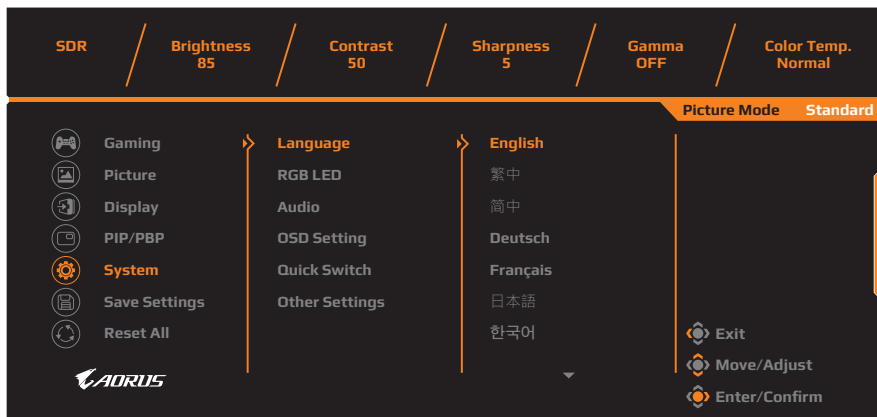 SDR
Brightness
85
Contrast
50
Sharpness
5
Gamma
OFF
Color Temp.
Normal
Picture Mode Standard
Gaming
Picture
Display
PIP/PBP
System
Save Settings
Reset All
Language
RGB LED
Audio
OSD Setting
Quick Switch
Other Settings
English
繁中
简中
Deutsch
Français
日本語
한국어
Exit
Move/Adjust
Enter/Confirm
AORUS